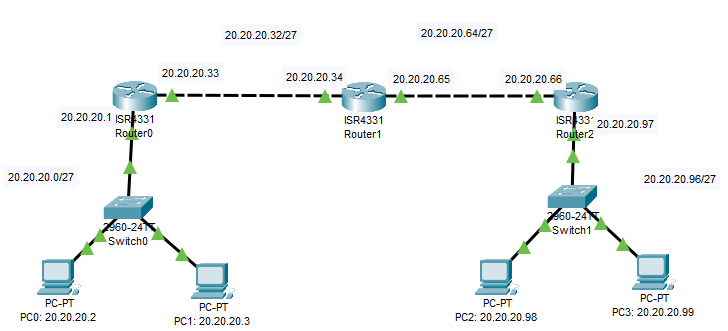 20.20.20.32/27
20.20.20.64/27
20.20.20.33
20.20.20.34
20.20.20.65
20.20.20.66
ISR4331
Router0
ISR4331
Router1
ISR4331
Router2
20.20.20.1
20.20.20.97
20.20.20.0/27
20.20.20.96/27
2960-24TT
Switch0
2960-24TT
Switch1
PC-PT
PC0: 20.20.20.2
PC-PT
PC1: 20.20.20.3
PC-PT
PC2: 20.20.20.98
PC-PT
PC3: 20.20.20.99